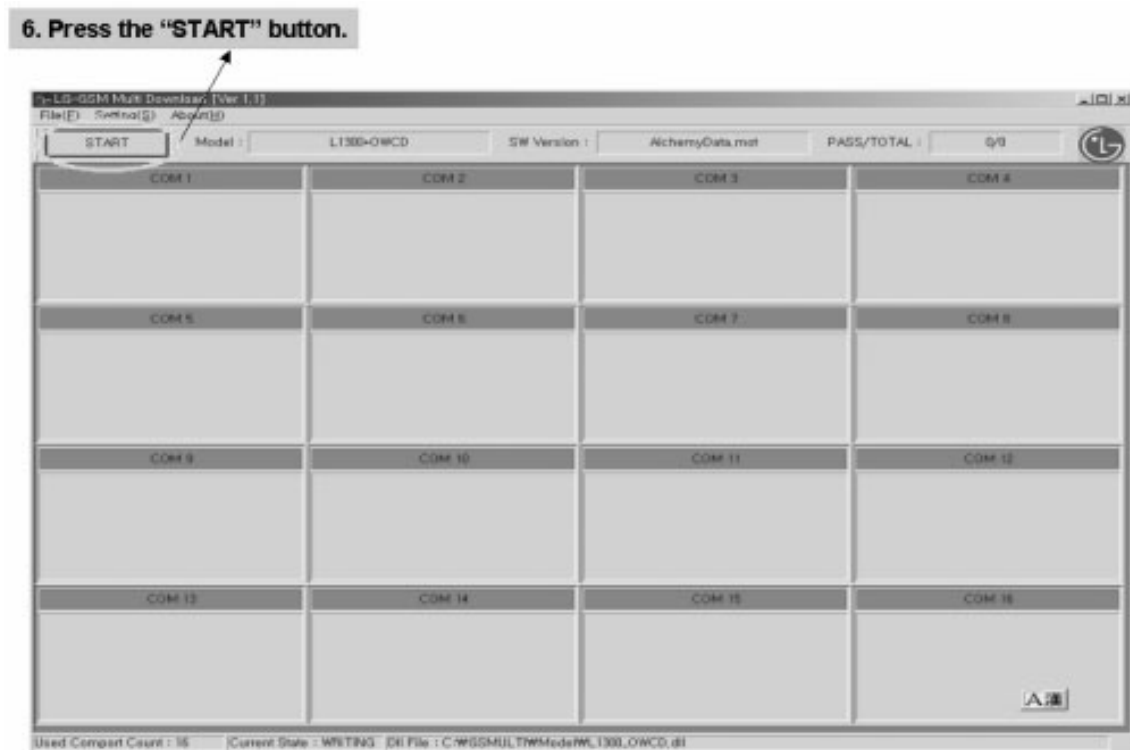 6. Press the “START” button.
LG-GSM Multi Download [Ver 1.1]
File(F) Setting(S) About(H)
START Model : L1300-OWCD SW Version : AlchemyData.mot PASS/TOTAL : 0/0
COM 1 COM 2 COM 3 COM 4
COM 5 COM 6 COM 7 COM 8
COM 9 COM 10 COM 11 COM 12
COM 13 COM 14 COM 15 COM 16
A漢
Used Comport Count : 16 Current State : WRITING Dll File : C:₩GSMULTI₩Model₩L1300_OWCD.dll